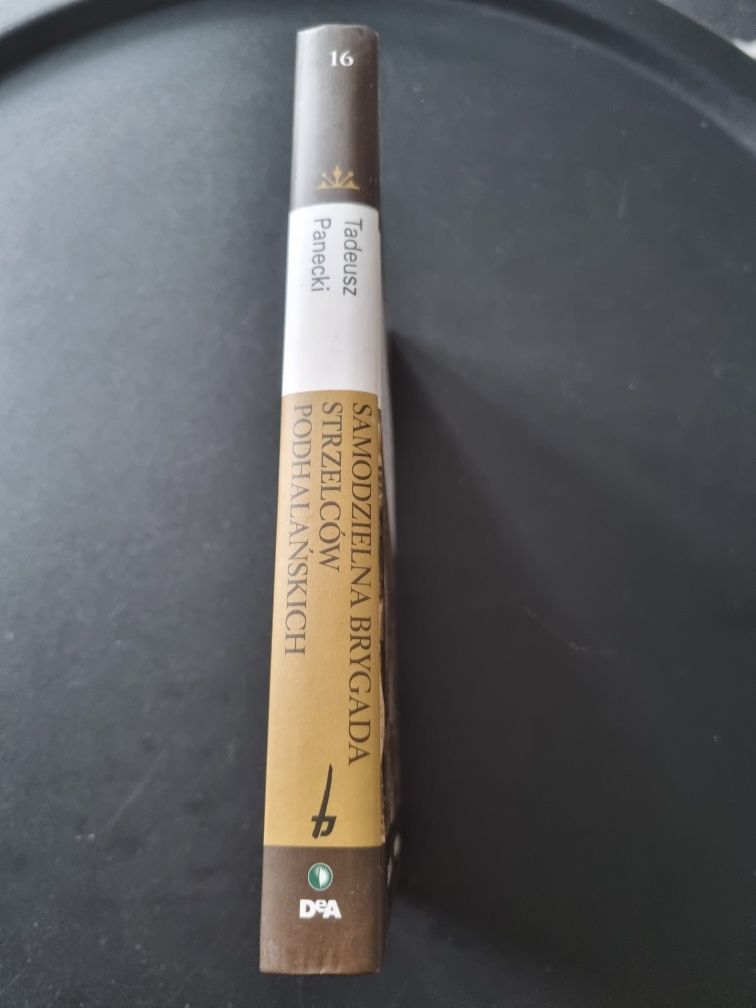 16
Tadeusz
Panecki
SAMODZIELNA BRYGADA
STRZELCÓW
PODHALAŃSKICH
DeA